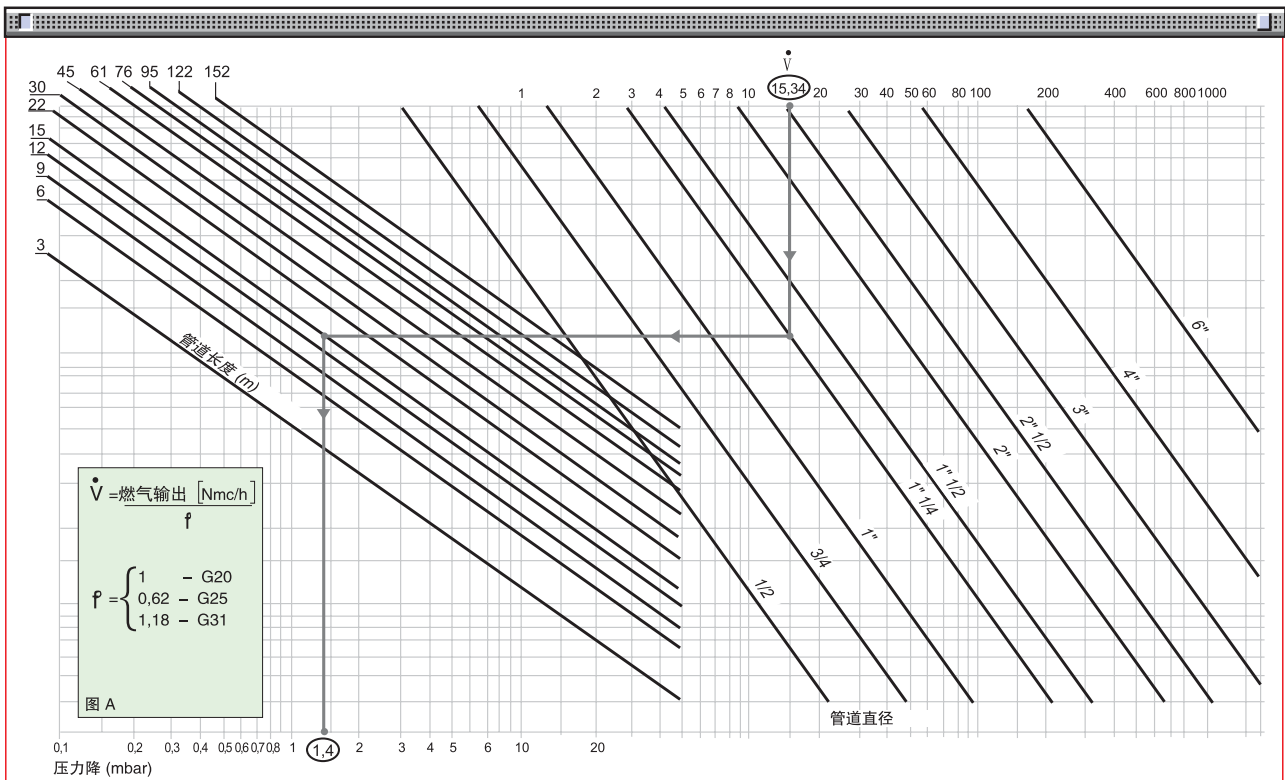 V
45 61 76 95 122 152
30
22
15
12
9
6
3
1 2 3 4 5 6 7 8 10 15,34 20 30 40 50 60 80 100 200 400 600 800 1000
管道长度 (m)
6"
4"
3"
2" 1/2
2"
1" 1/2
1" 1/4
1"
3/4
1/2
管道直径
V =燃气输出 [Nmc/h]
f
f = { 1 – G20
0,62 – G25
1,18 – G31
图 A
0,1 0,2 0,3 0,4 0,5 0,6 0,7 0,8 1 1,4 2 3 4 5 6 10 20
压力降 (mbar)